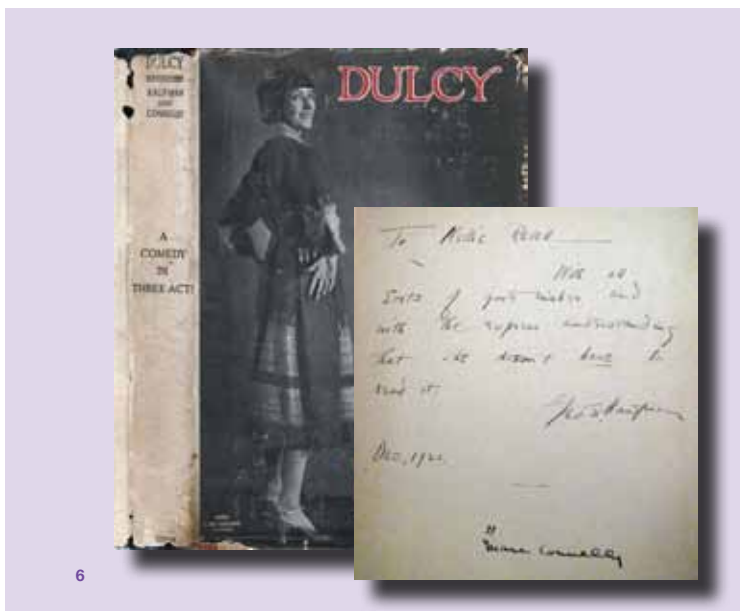 DULCY
KAUFMAN
AND
CONNELLY
A
COMEDY
IN
THREE ACTS
DULCY
To
With all
Sorts of good wishes and
with the express understanding
that she doesn't have to
read it.
Geo S. Kaufman
Dec, 192
"
Marc Connelly
6